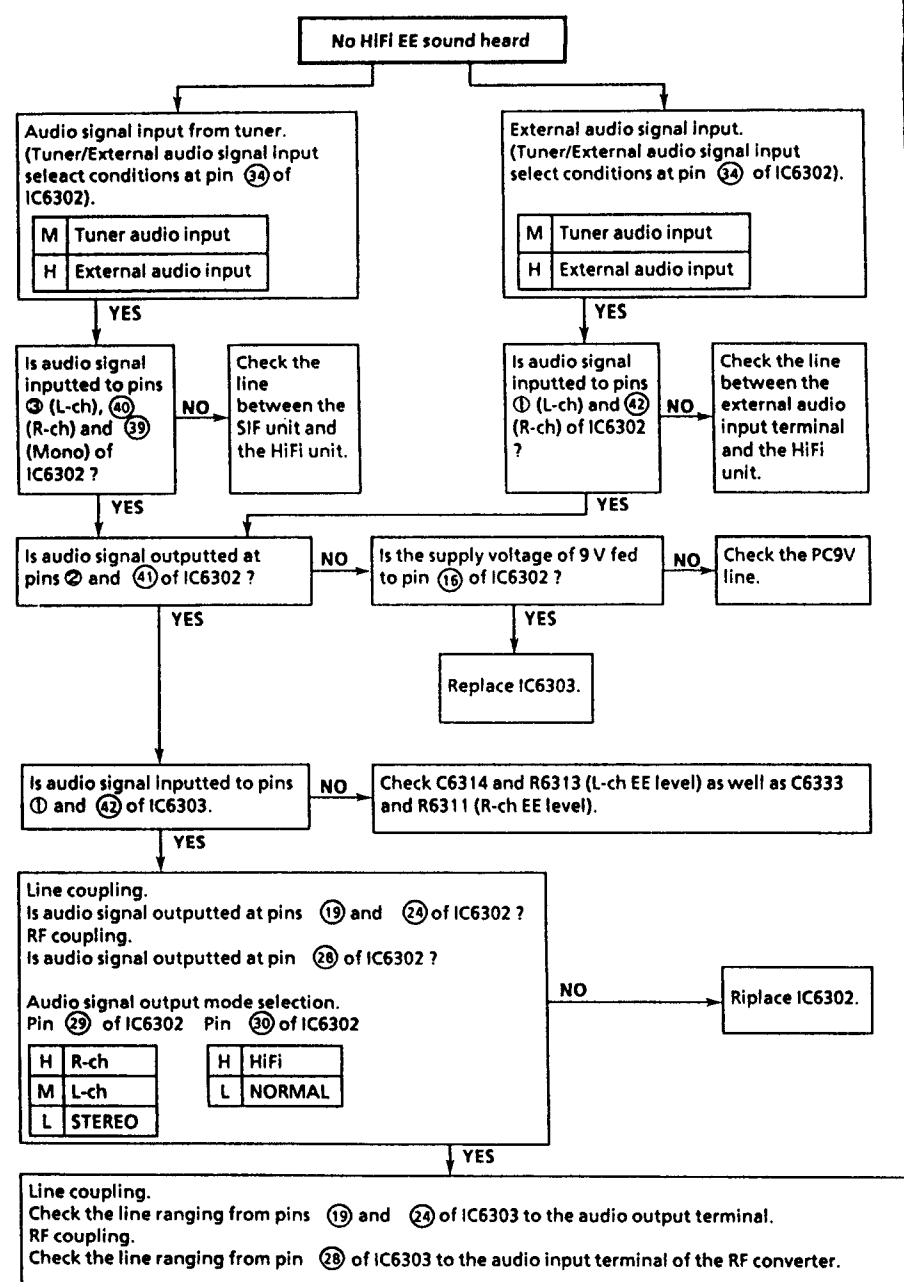 No HiFi EE sound heard
Audio signal input from tuner.
(Tuner/External audio signal input
seleact conditions at pin ㉞ of
IC6302).
M Tuner audio input
H External audio input
YES
External audio signal input.
(Tuner/External audio signal input
select conditions at pin ㉞ of IC6302).
M Tuner audio input
H External audio input
YES
Is audio signal
inputted to pins
③ (L-ch), ㊵
(R-ch) and ㊴
(Mono) of
IC6302 ?
NO
Check the
line
between the
SIF unit and
the HiFi unit.
YES
Is audio signal
inputted to pins
① (L-ch) and ㊷
(R-ch) of IC6302
?
NO
Check the line
between the
external audio
input terminal
and the HiFi
unit.
YES
Is audio signal outputted at
pins ② and ㊶ of IC6302 ?
NO
Is the supply voltage of 9 V fed
to pin ⑯ of IC6302 ?
NO
Check the PC9V
line.
YES
YES
Replace IC6303.
Is audio signal inputted to pins
① and ㊷ of IC6303.
NO
Check C6314 and R6313 (L-ch EE level) as well as C6333
and R6311 (R-ch EE level).
YES
Line coupling.
Is audio signal outputted at pins ⑲ and ㉔ of IC6302 ?
RF coupling.
Is audio signal outputted at pin ㉘ of IC6302 ?
Audio signal output mode selection.
Pin ㉙ of IC6302 Pin ㉚ of IC6302
H R-ch H HiFi
M L-ch L NORMAL
L STEREO
NO
Riplace IC6302.
YES
Line coupling.
Check the line ranging from pins ⑲ and ㉔ of IC6303 to the audio output terminal.
RF coupling.
Check the line ranging from pin ㉘ of IC6303 to the audio input terminal of the RF converter.